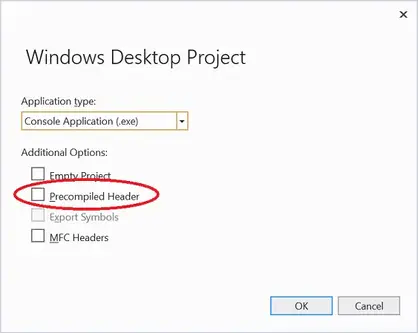 Windows Desktop Project
Application type:
Console Application (.exe)
Additional Options:
Empty Project
Precompiled Header
Export Symbols
MFC Headers
OK Cancel